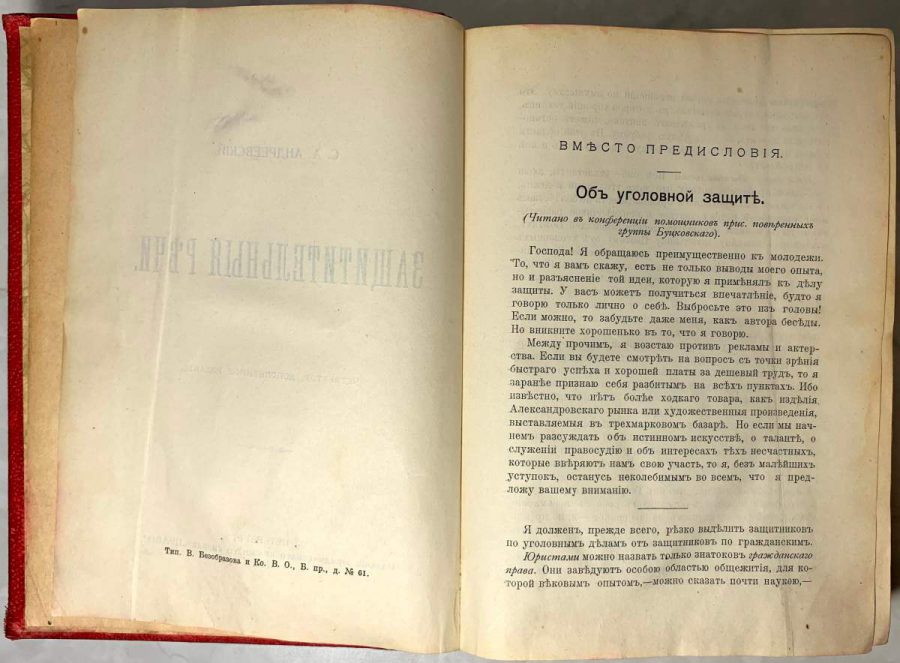 Тип. В. Безобразова и Ко. В. О., Б. пр., д. № 61.
ВМѢСТО ПРЕДИСЛОВІЯ.
Объ уголовной защитѣ.
(Читано въ конференціи помощниковъ прис. повѣренныхъ
группы Буцковскаго).
Господа! Я обращаюсь преимущественно къ молодежи.
То, что я вамъ скажу, есть не только выводы моего опыта,
но и разъясненіе той идеи, которую я примѣнялъ къ дѣлу
защиты. У васъ можетъ получиться впечатлѣніе, будто я
говорю только лично о себѣ. Выбросьте это изъ головы!
Если можно, то забудьте даже меня, какъ автора бесѣды.
Но вникните хорошенько въ то, что я говорю.
Между прочимъ, я возстаю противъ рекламы и актер-
ства. Если вы будете смотрѣть на вопросъ съ точки зрѣнія
быстраго успѣха и хорошей платы за дешевый трудъ, то я
заранѣе признаю себя разбитымъ на всѣхъ пунктахъ. Ибо
извѣстно, что нѣтъ болѣе ходкаго товара, какъ издѣлія
Александровскаго рынка или художественныя произведенія,
выставляемыя въ трехмарковомъ базарѣ. Но если мы нач-
немъ разсуждать объ истинномъ искусствѣ, о талантѣ, о
служеніи правосудію и объ интересахъ тѣхъ несчастныхъ,
которые ввѣряютъ намъ свою участь, то я, безъ малѣйшихъ
уступокъ, останусь неколебимымъ во всемъ, что я пред-
ложу вашему вниманію.
Я долженъ, прежде всего, рѣзко выдѣлить защитниковъ
по уголовнымъ дѣламъ отъ защитниковъ по гражданскимъ.
Юристами можно назвать только знатоковъ гражданскаго
права. Они завѣдуютъ особою областью общежитія, для ко-
торой вѣковымъ опытомъ,—можно сказать почти наукою,—
С. А. АНДРЕЕВСКІЙ.
ЗАЩИТИТЕЛЬНЫЯ РѢЧИ.